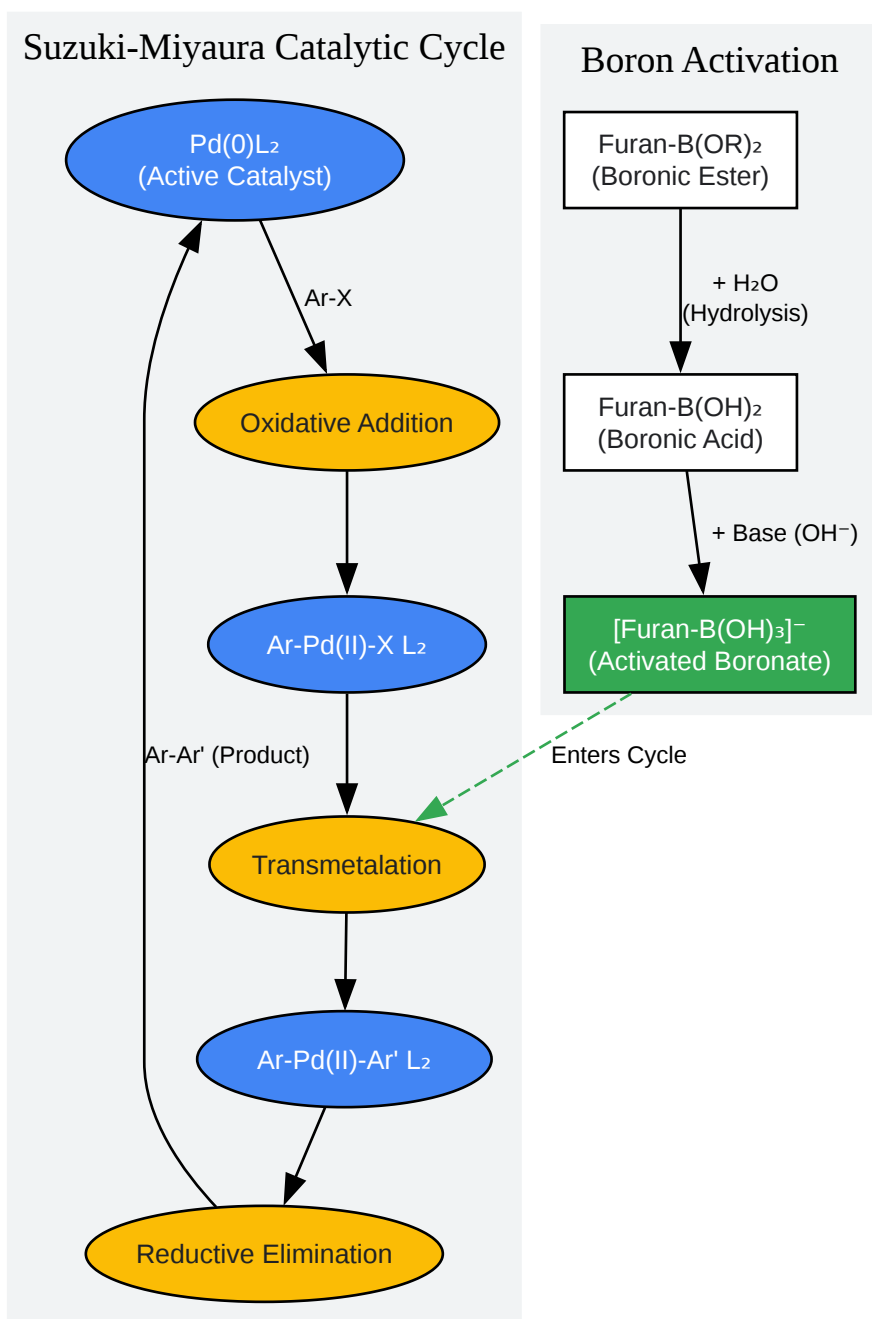 Suzuki-Miyaura Catalytic Cycle
Pd(0)L₂
(Active Catalyst)
Ar-X
Oxidative Addition
Ar-Pd(II)-X L₂
Ar-Ar' (Product)
Transmetalation
Ar-Pd(II)-Ar' L₂
Reductive Elimination
Boron Activation
Furan-B(OR)₂
(Boronic Ester)
+ H₂O
(Hydrolysis)
Furan-B(OH)₂
(Boronic Acid)
+ Base (OH⁻)
[Furan-B(OH)₃]⁻
(Activated Boronate)
Enters Cycle